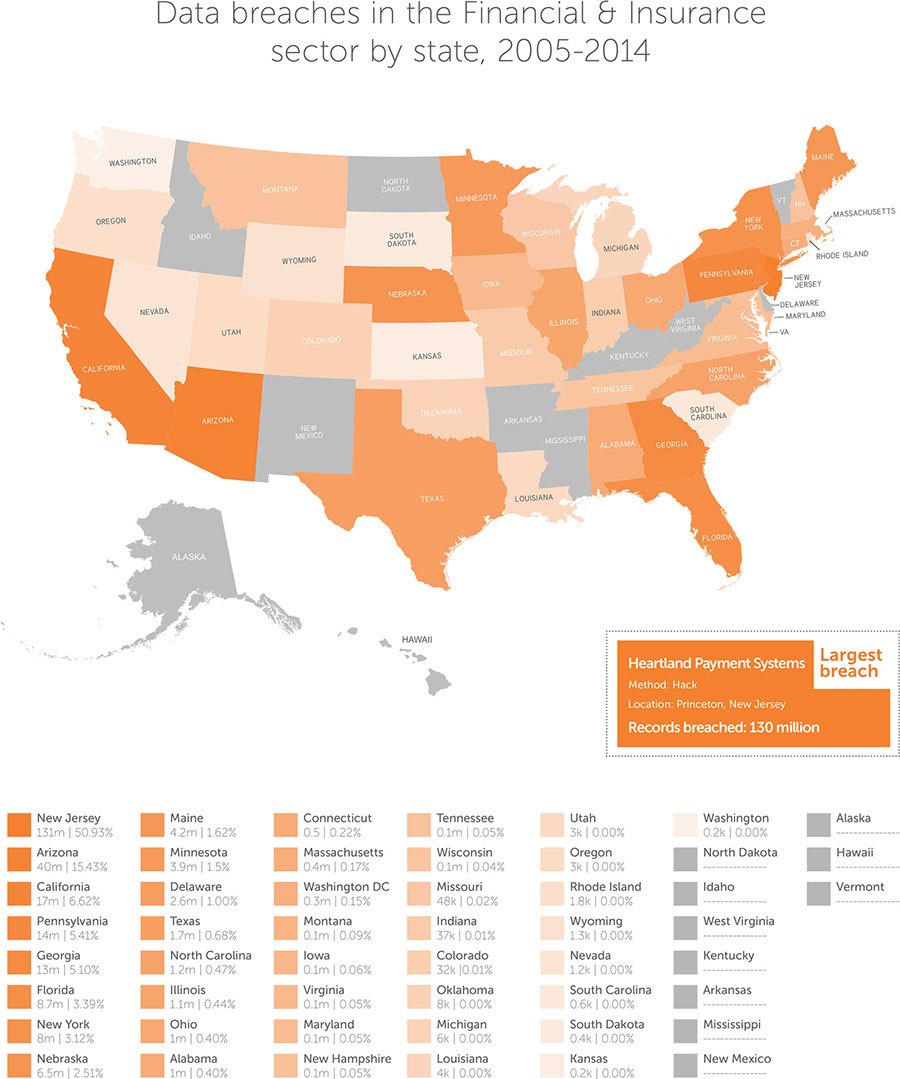 Data breaches in the Financial & Insurance
sector by state, 2005-2014
WASHINGTON
OREGON
IDAHO
MONTANA
NORTH
DAKOTA
SOUTH
DAKOTA
WYOMING
NEVADA
UTAH
COLORADO
CALIFORNIA
ARIZONA
NEW
MEXICO
NEBRASKA
KANSAS
OKLAHOMA
TEXAS
MINNESOTA
IOWA
MISSOURI
ARKANSAS
LOUISIANA
WISCONSIN
ILLINOIS
MICHIGAN
INDIANA
OHIO
KENTUCKY
TENNESSEE
MISSISSIPPI
ALABAMA
GEORGIA
FLORIDA
SOUTH
CAROLINA
NORTH
CAROLINA
VIRGINIA
WEST
VIRGINIA
PENNSYLVANIA
NEW
YORK
VT
NH
MAINE
MASSACHUSETTS
CT
RHODE ISLAND
NEW
JERSEY
DELAWARE
MARYLAND
VA
ALASKA
HAWAII
Heartland Payment Systems
Largest
breach
Method: Hack
Location: Princeton, New Jersey
Records breached: 130 million
New Jersey
131m | 50.93%
Arizona
40m | 15.43%
California
17m | 6.62%
Pennsylvania
14m | 5.41%
Georgia
13m | 5.10%
Florida
8.7m | 3.39%
New York
8m | 3.12%
Nebraska
6.5m | 2.51%
Maine
4.2m | 1.62%
Minnesota
3.9m | 1.5%
Delaware
2.6m | 1.00%
Texas
1.7m | 0.68%
North Carolina
1.2m | 0.47%
Illinois
1.1m | 0.44%
Ohio
1m | 0.40%
Alabama
1m | 0.40%
Connecticut
0.5 | 0.22%
Massachusetts
0.4m | 0.17%
Washington DC
0.3m | 0.15%
Montana
0.1m | 0.09%
Iowa
0.1m | 0.06%
Virginia
0.1m | 0.05%
Maryland
0.1m | 0.05%
New Hampshire
0.1m | 0.05%
Tennessee
0.1m | 0.05%
Wisconsin
0.1m | 0.04%
Missouri
48k | 0.02%
Indiana
37k | 0.01%
Colorado
32k |0.01%
Oklahoma
8k | 0.00%
Michigan
6k | 0.00%
Louisiana
4k | 0.00%
Utah
3k | 0.00%
Oregon
3k | 0.00%
Rhode Island
1.8k | 0.00%
Wyoming
1.3k | 0.00%
Nevada
1.2k | 0.00%
South Carolina
0.6k | 0.00%
South Dakota
0.4k | 0.00%
Kansas
0.2k | 0.00%
Washington
0.2k | 0.00%
North Dakota
--------------
Idaho
--------------
West Virginia
--------------
Kentucky
--------------
Arkansas
--------------
Mississippi
--------------
New Mexico
--------------
Alaska
--------------
Hawaii
--------------
Vermont
--------------